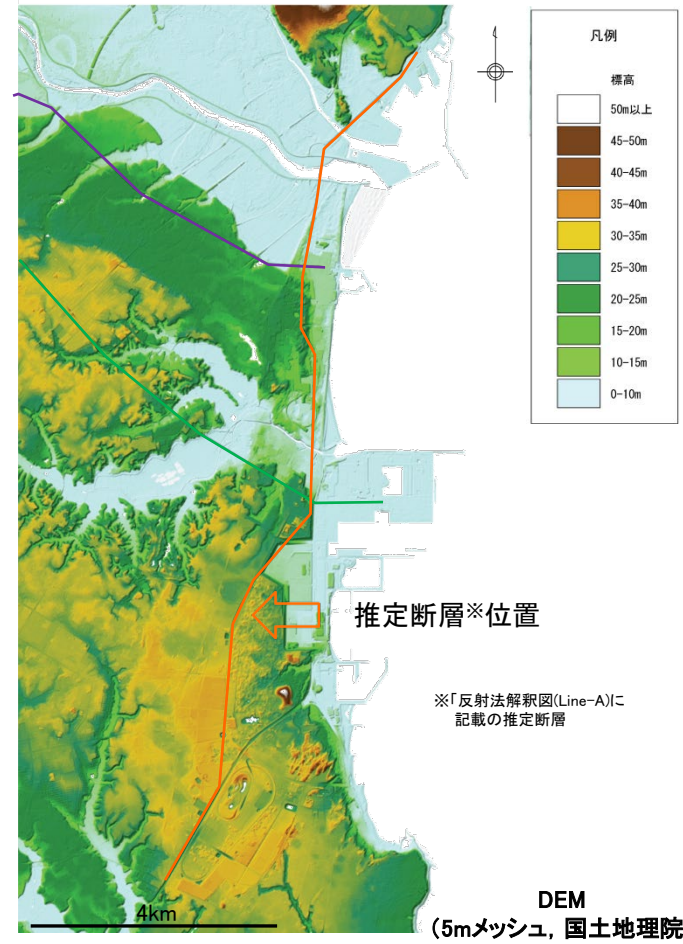 凡例
標高
50m以上
45-50m
40-45m
35-40m
30-35m
25-30m
20-25m
15-20m
10-15m
0-10m
推定断層※位置
※「反射法解釈図(Line-A)に
記載の推定断層
4km
DEM
(5mメッシュ, 国土地理院